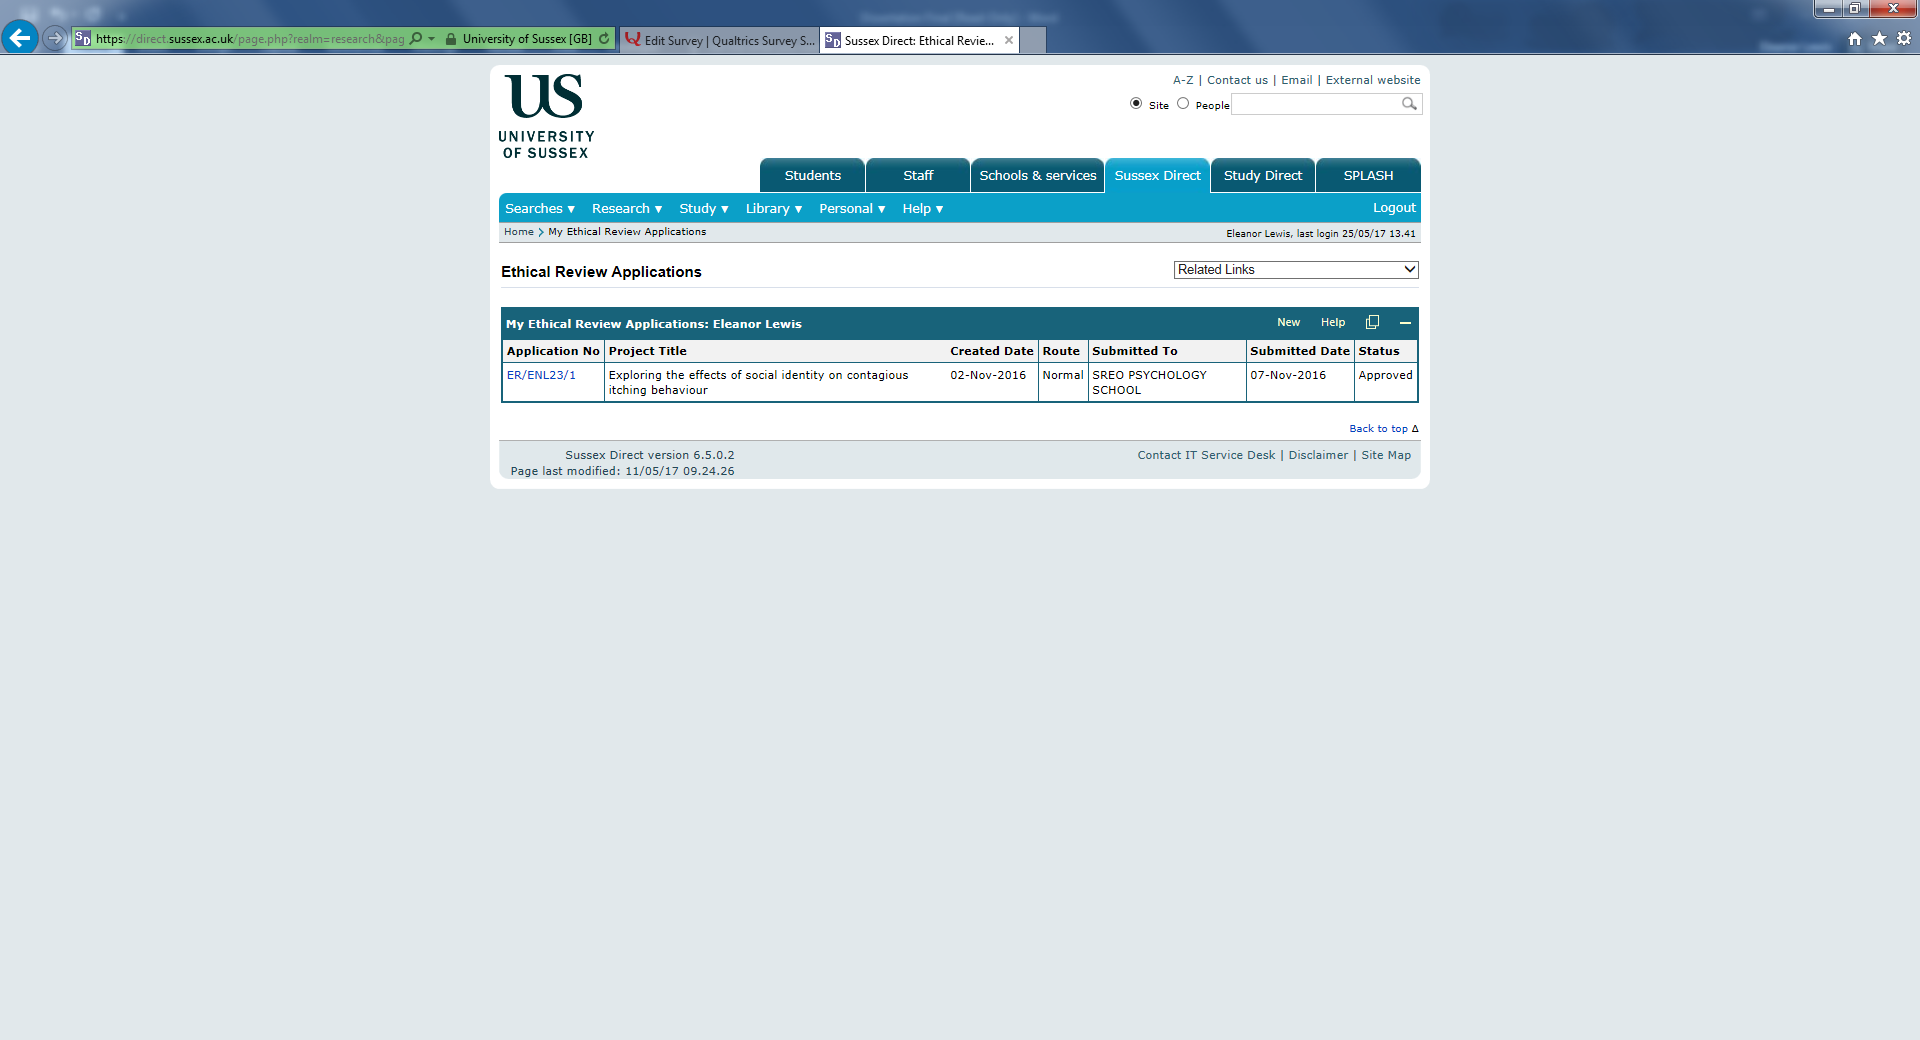 https://direct.sussex.ac.uk/page.php?realm=research&pag
University of Sussex [GB]
Edit Survey | Qualtrics Survey S...
Sussex Direct: Ethical Revie...
US
UNIVERSITY
OF SUSSEX
A-Z | Contact us | Email | External website
Site People
Students Staff Schools & services Sussex Direct Study Direct SPLASH
Searches ▼ Research ▼ Study ▼ Library ▼ Personal ▼ Help ▼ Logout
Home > My Ethical Review Applications
Eleanor Lewis, last login 25/05/17 13.41
Ethical Review Applications
Related Links
My Ethical Review Applications: Eleanor Lewis New Help
Application No Project Title Created Date Route Submitted To Submitted Date Status
ER/ENL23/1 Exploring the effects of social identity on contagious 02-Nov-2016 Normal SREO PSYCHOLOGY 07-Nov-2016 Approved
itching behaviour SCHOOL
Back to top Δ
Sussex Direct version 6.5.0.2 Contact IT Service Desk | Disclaimer | Site Map
Page last modified: 11/05/17 09.24.26